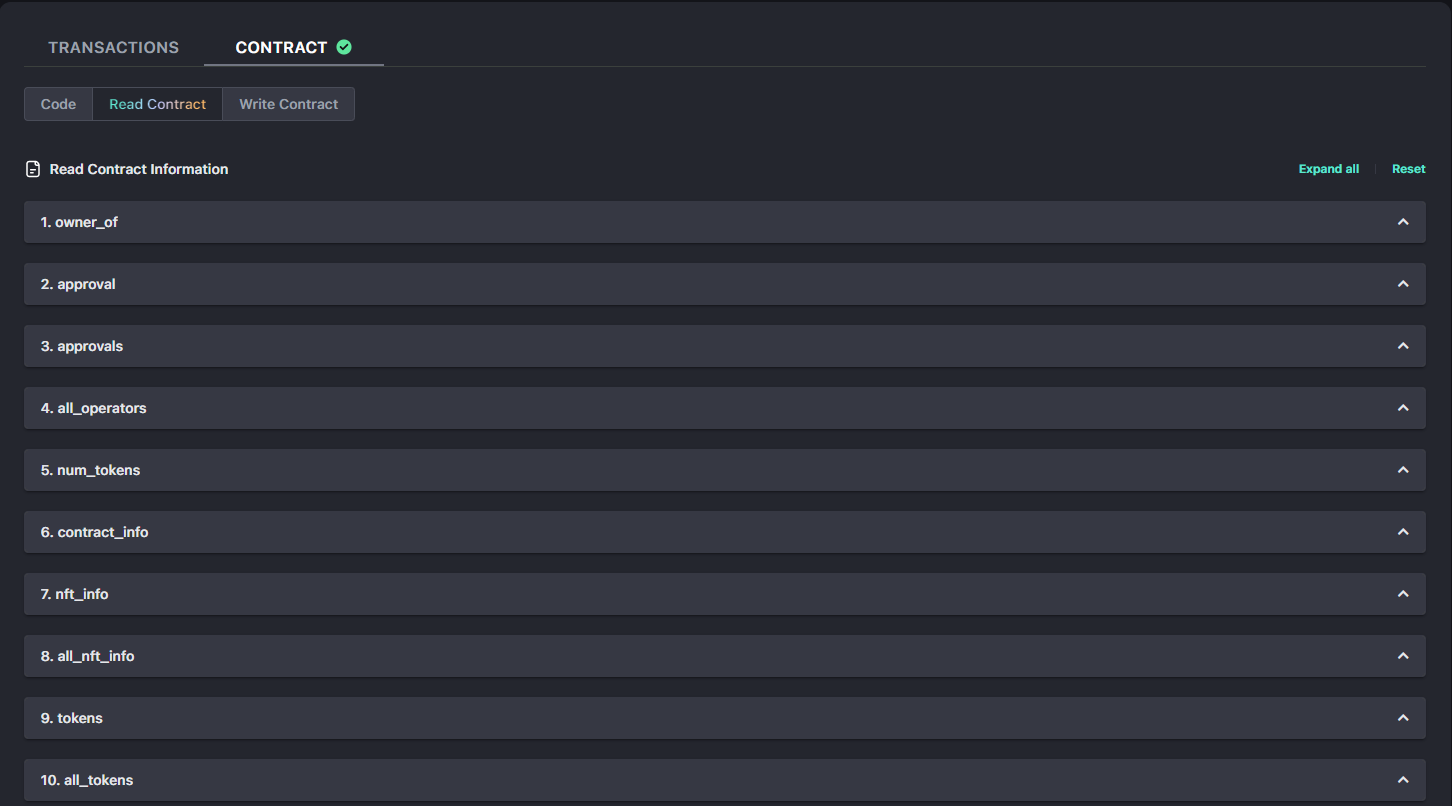 TRANSACTIONS CONTRACT
Code Read Contract Write Contract
Read Contract Information Expand all Reset
1. owner_of
2. approval
3. approvals
4. all_operators
5. num_tokens
6. contract_info
7. nft_info
8. all_nft_info
9. tokens
10. all_tokens